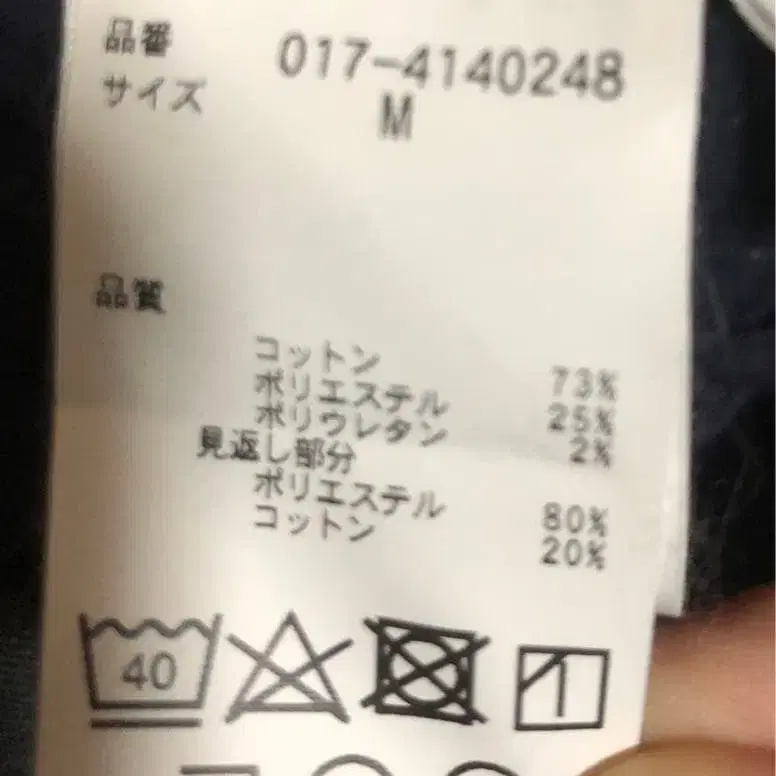 品番 017-4140248
サイズ M
品質
コットン 73%
ポリエステル 25%
ポリウレタン 2%
見返し部分
ポリエステル 80%
コットン 20%
40